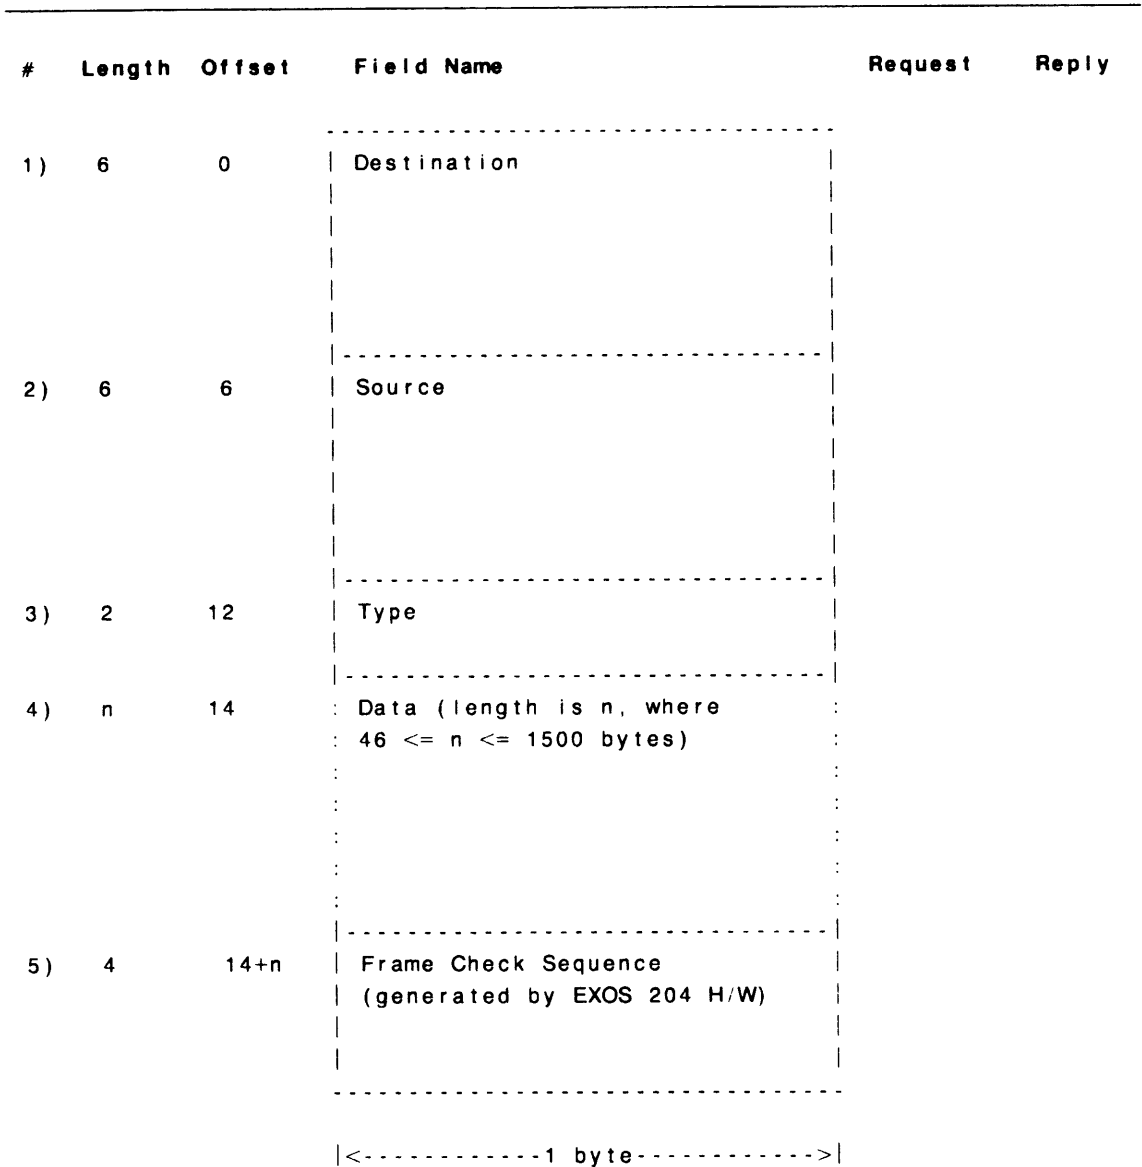 # Length Offset Field Name Request Reply
1) 6 0 Destination
2) 6 6 Source
3) 2 12 Type
4) n 14 Data (length is n, where
46 <= n <= 1500 bytes)
5) 4 14+n Frame Check Sequence
(generated by EXOS 204 H/W)
|<------------1 byte------------>|